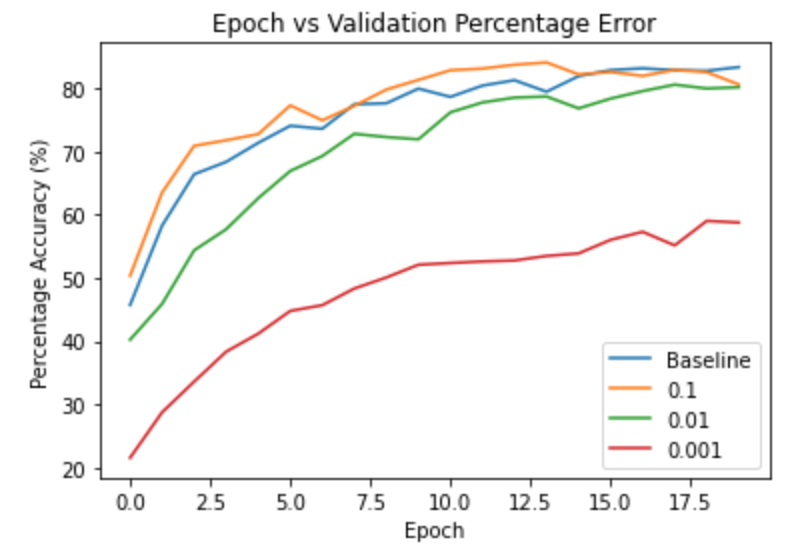 Epoch vs Validation Percentage Error
Percentage Accuracy (%)
80
70
60
50
40
30
20
Baseline
0.1
0.01
0.001
0.0 2.5 5.0 7.5 10.0 12.5 15.0 17.5
Epoch